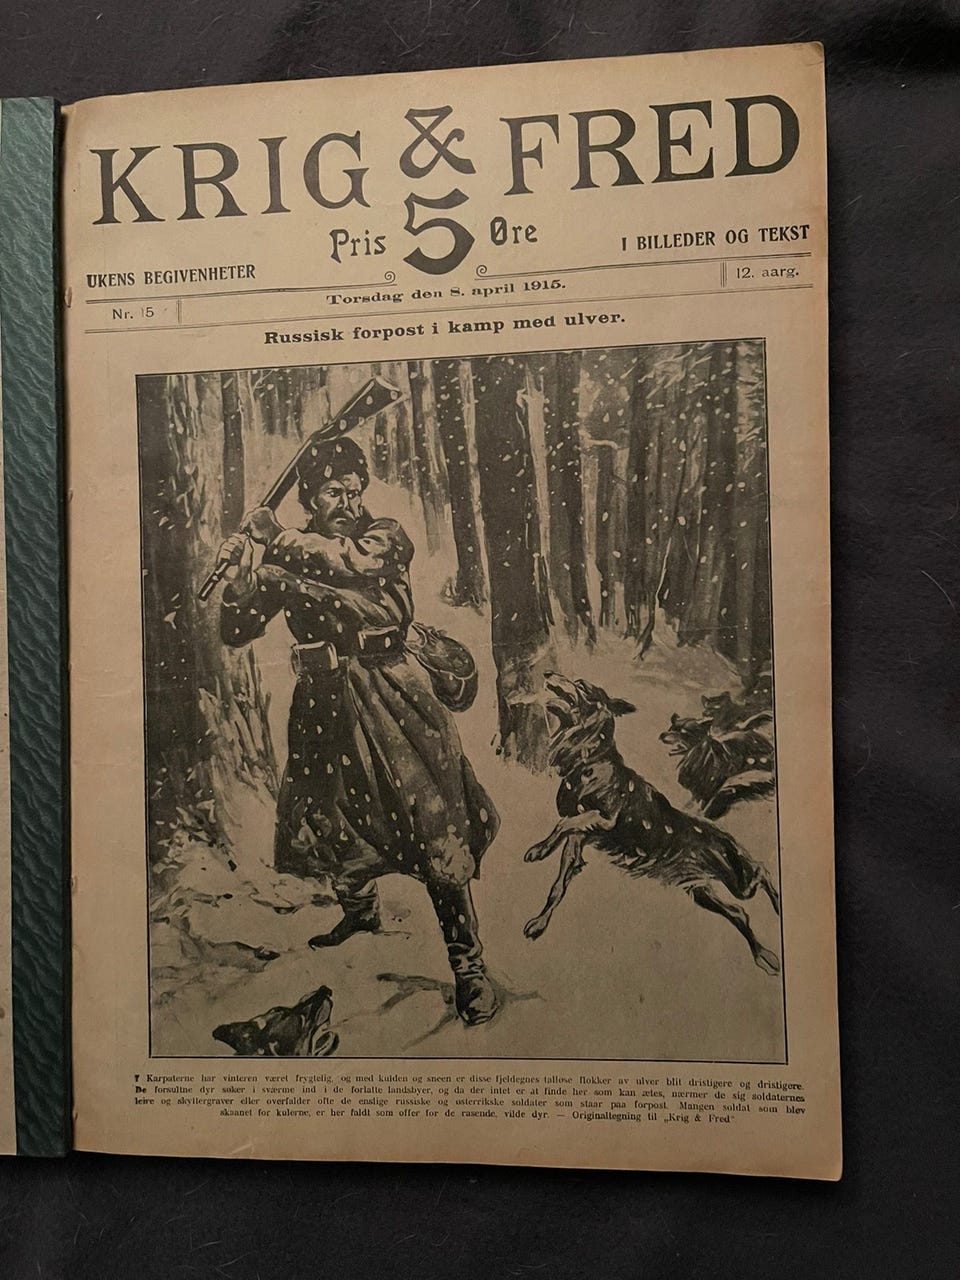 KRIG & FRED
Pris 5 Øre
UKENS BEGIVENHETER
I BILLEDER OG TEKST
Nr. 15
Torsdag den 8. april 1915.
12. aarg.
Russisk forpost i kamp med ulver.
Karpaterne har vinteren været frygtelig, og med kulden og sneen er disse fjeldegnes talløse flokker av ulver blit dristigere og dristigere.
De forsultne dyr søker i sværme ind i de forlatte landsbyer, og da der intet er at finde her som kan ætes, nærmer de sig soldaternes
leire og skyttergraver eller overfalder ofte de enslige russiske og østerrikske soldater som staar paa forpost. Mangen soldat som blev
skaanet for kulerne, er her faldt som offer for de rasende, vilde dyr. — Originaltegning til „Krig & Fred"